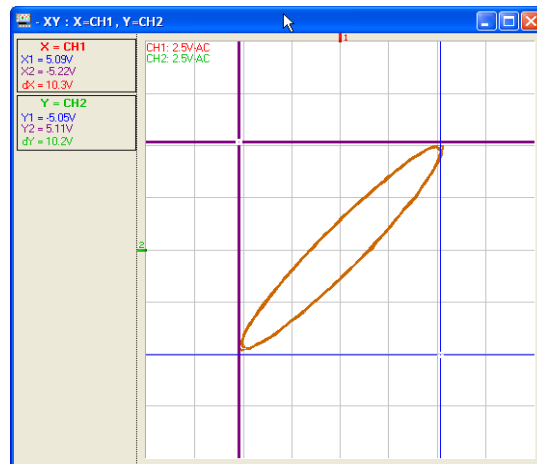 - XY : X=CH1 , Y=CH2
X = CH1
X1 = 5.09V
X2 = -5.22V
dX = 10.3V
Y = CH2
Y1 = -5.05V
Y2 = 5.11V
dY = 10.2V
CH1: 2.5V-AC
CH2: 2.5V-AC
1
2